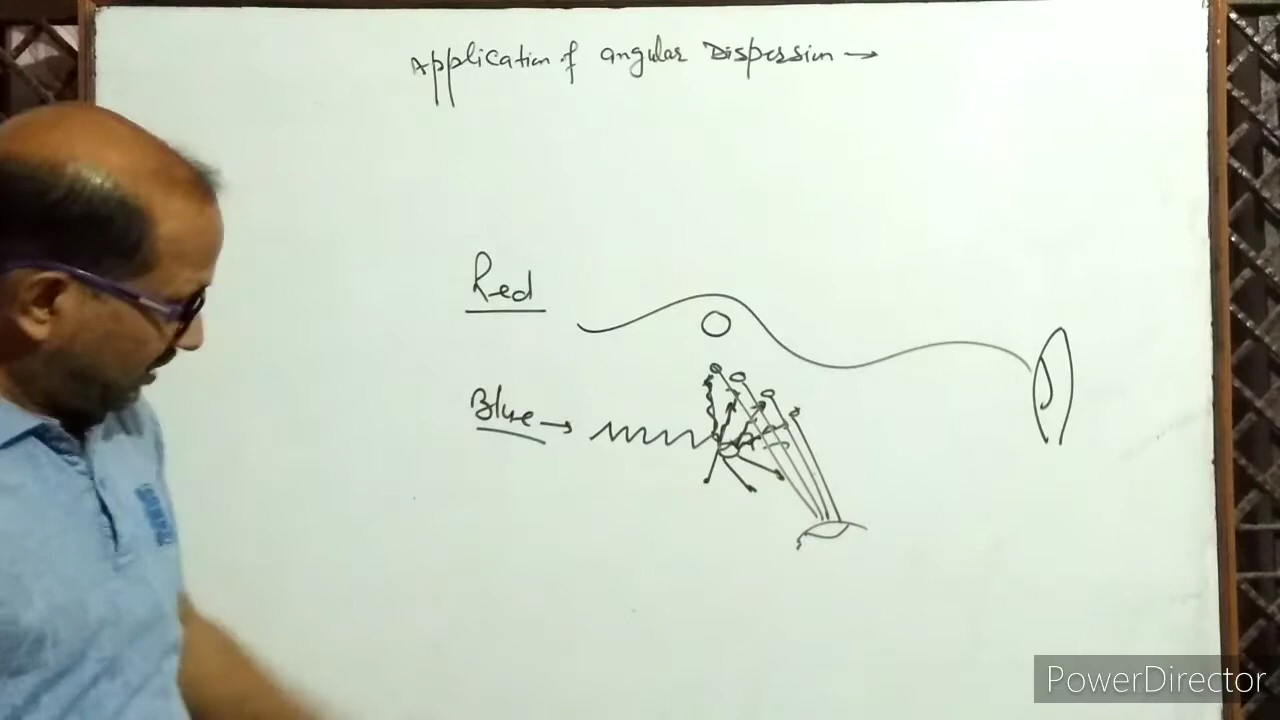 Application of angular Dispersion →
Red
Blue →
PowerDirector